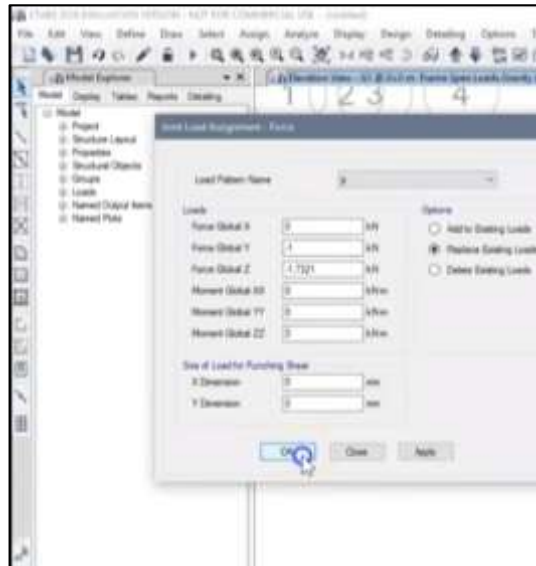 ETABS 2018 EVALUATION VERSION - NOT FOR COMMERCIAL USE - (Untitled)
File Edit View Define Draw Select Assign Analyze Display Design Detailing Options
Model Explorer
Elevation View
Model Display Tables Reports Detailing
1 2 3 4
Model
Project
Structure Layout
Properties
Structural Objects
Groups
Loads
Named Output Items
Named Plots
Joint Load Assignment - Force
Load Pattern Name
Loads
Options
Force Global X 0 kN
Add to Existing Loads
Force Global Y -1 kN
Replace Existing Loads
Force Global Z -1.7321 kN
Delete Existing Loads
Moment Global XX 0 kN-m
Moment Global YY 0 kN-m
Moment Global ZZ 0 kN-m
Size of Load for Punching Shear
X Dimension 0 mm
Y Dimension 0 mm
OK Close Apply